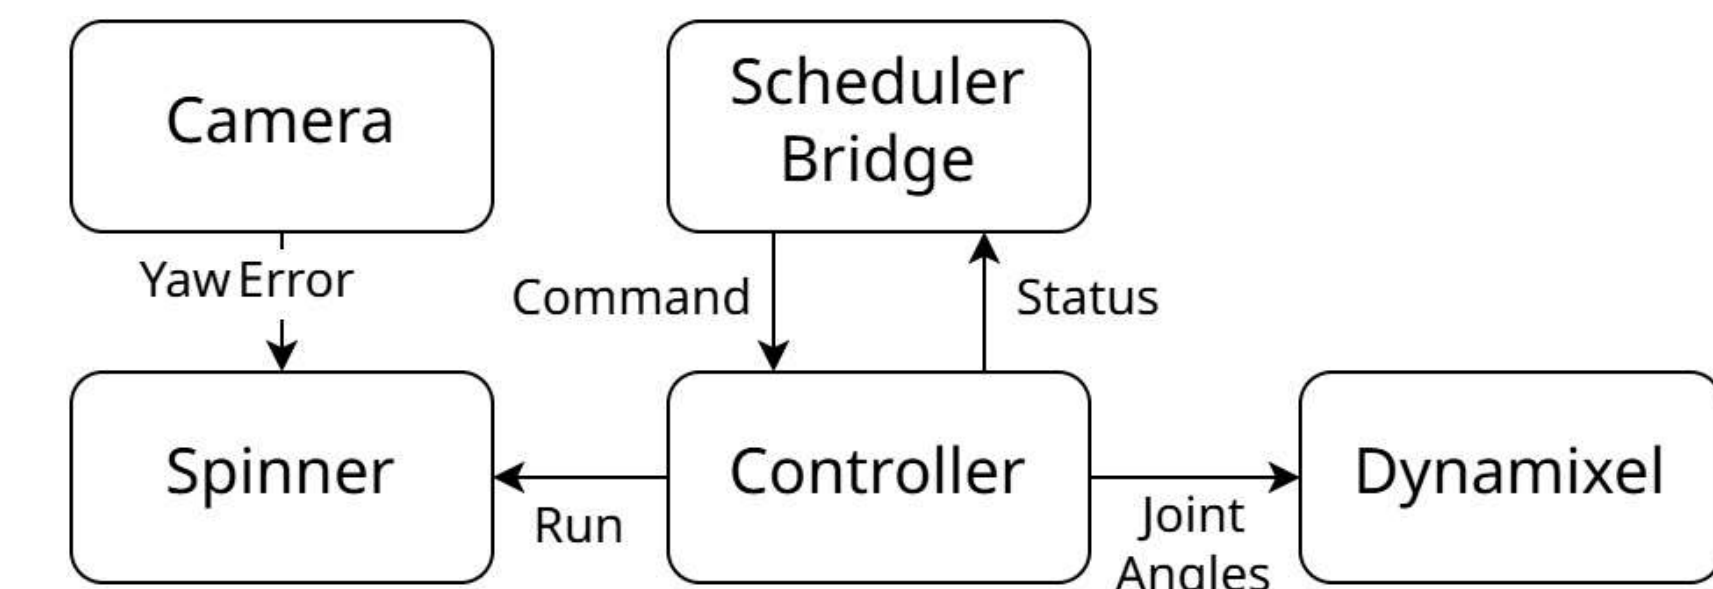 Camera
Scheduler
Bridge
Yaw Error
Command
Status
Spinner
Controller
Dynamixel
Run
Joint
Angles